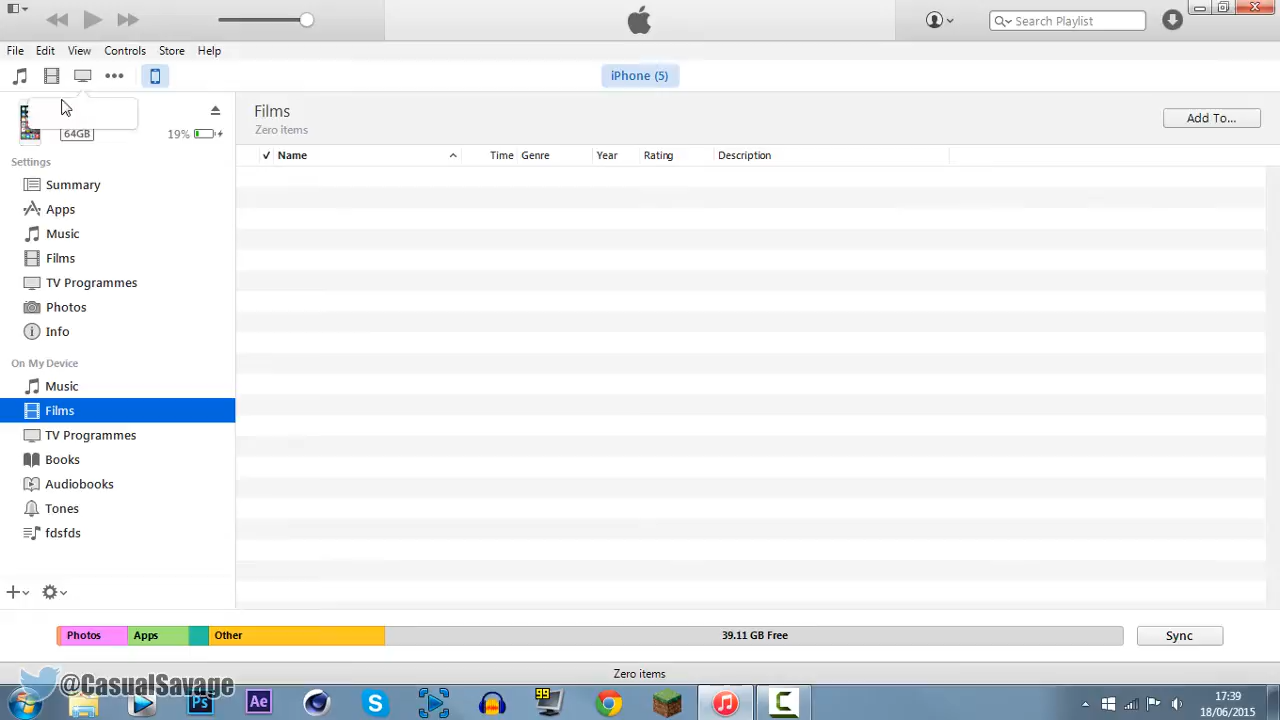 Search Playlist
File Edit View Controls Store Help
iPhone (5)
64GB
19%
Settings
Summary
Apps
Music
Films
TV Programmes
Photos
Info
On My Device
Music
Films
TV Programmes
Books
Audiobooks
Tones
fdsfds
Films
Zero items
Add To...
Name Time Genre Year Rating Description
Photos Apps Other 39.11 GB Free
Sync
Zero items
@CasualSavage
Ps Ae 99
17:39
18/06/2015